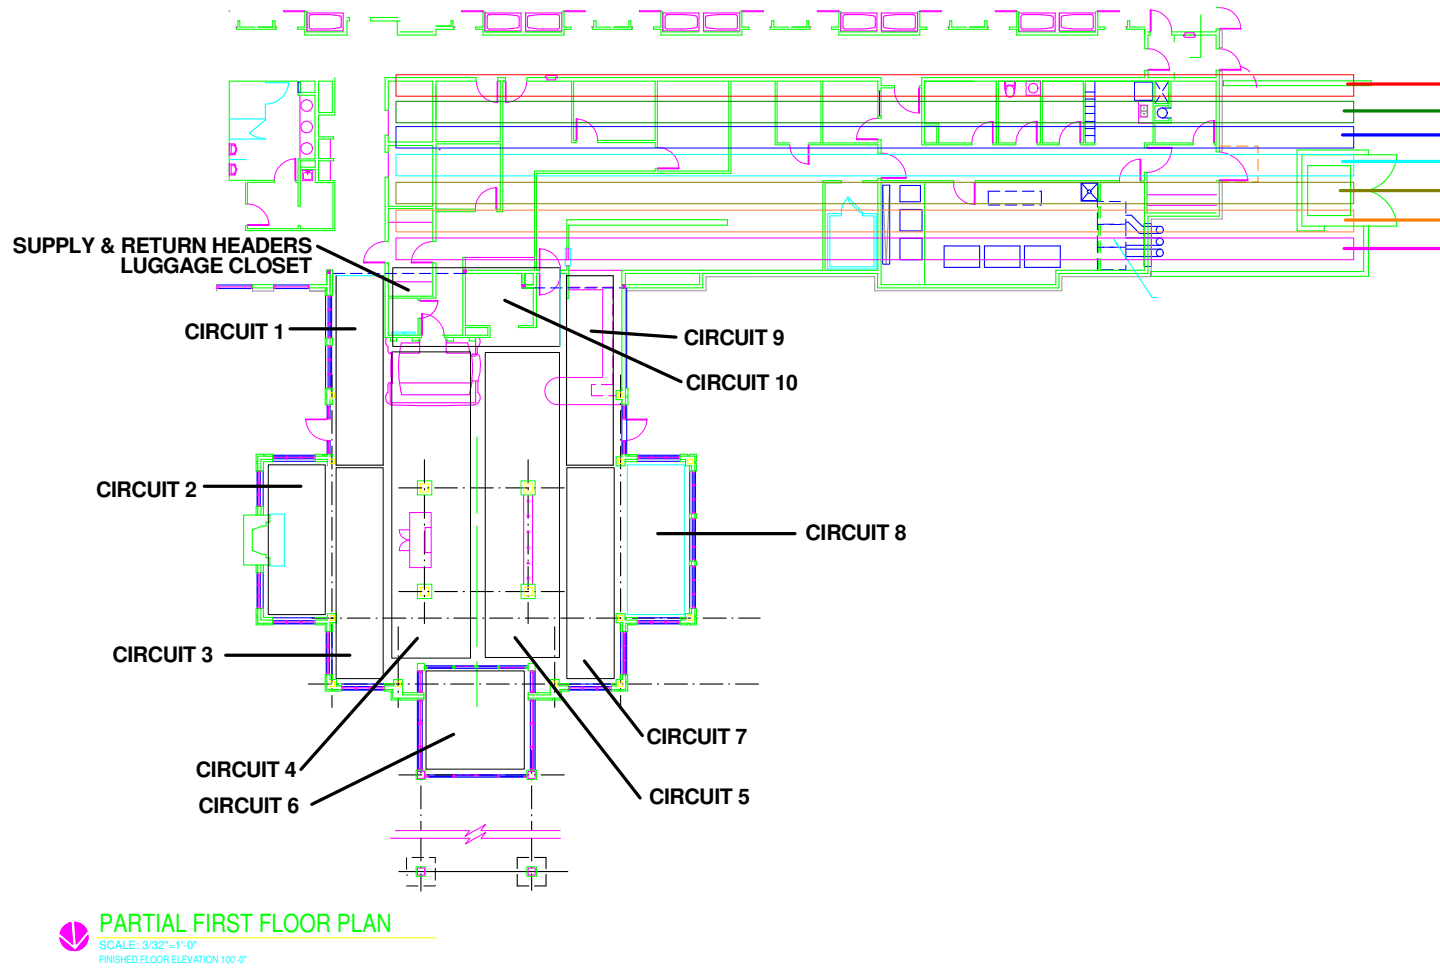 SUPPLY & RETURN HEADERS
LUGGAGE CLOSET
CIRCUIT 1
CIRCUIT 9
CIRCUIT 10
CIRCUIT 2
CIRCUIT 8
CIRCUIT 3
CIRCUIT 7
CIRCUIT 4
CIRCUIT 5
CIRCUIT 6
PARTIAL FIRST FLOOR PLAN
SCALE: 3/32"=1'-0"
FINISHED FLOOR ELEVATION 100'-0"